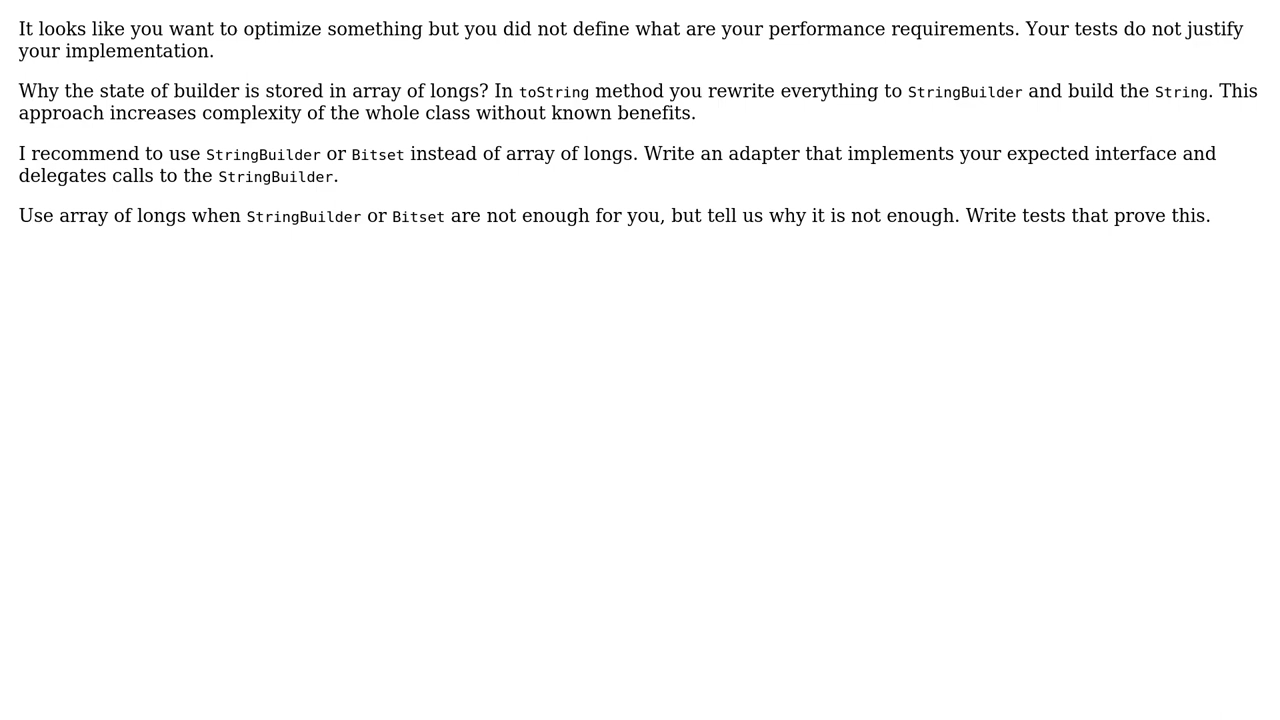 It looks like you want to optimize something but you did not define what are your performance requirements. Your tests do not justify
your implementation.
Why the state of builder is stored in array of longs? In toString method you rewrite everything to StringBuilder and build the String. This
approach increases complexity of the whole class without known benefits.
I recommend to use StringBuilder or Bitset instead of array of longs. Write an adapter that implements your expected interface and
delegates calls to the StringBuilder.
Use array of longs when StringBuilder or Bitset are not enough for you, but tell us why it is not enough. Write tests that prove this.